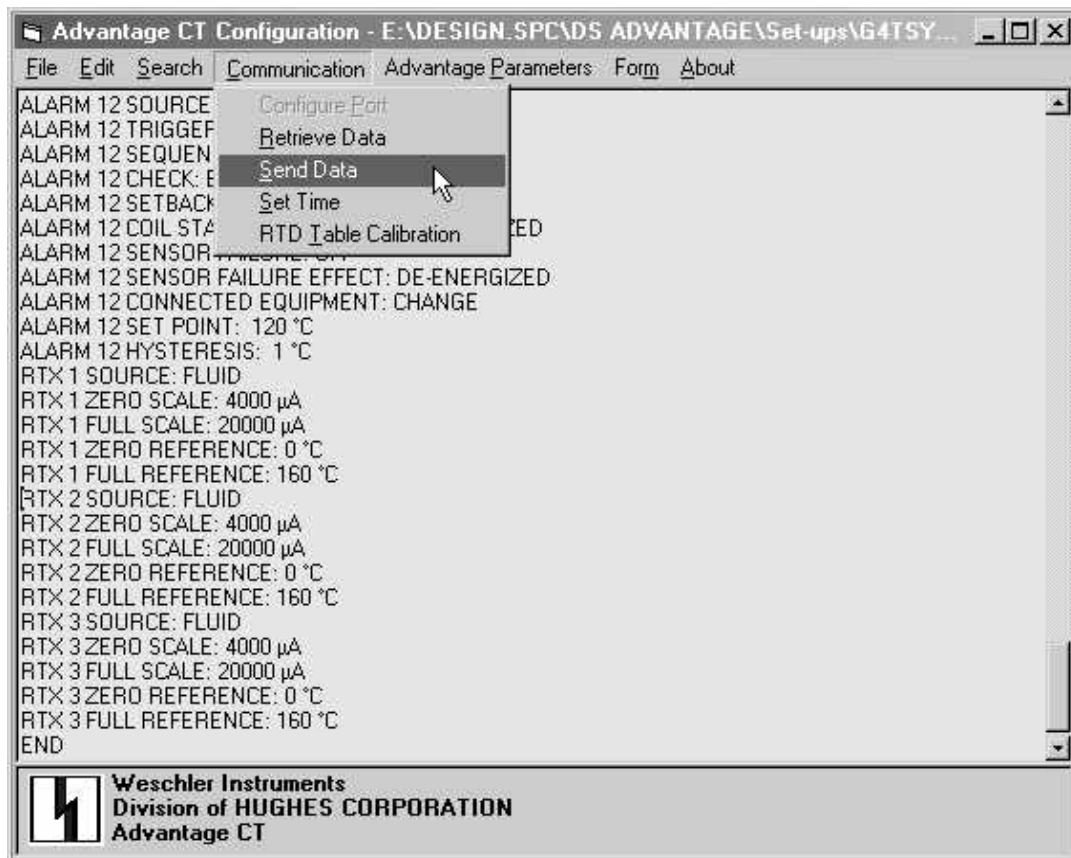 Advantage CT Configuration - E:\DESIGN.SPC\DS ADVANTAGE\Set-ups\G4TSY...
File Edit Search Communication Advantage Parameters Form About
Configure Port
Retrieve Data
Send Data
Set Time
RTD Table Calibration
ALARM 12 SOURCE
ALARM 12 TRIGGER
ALARM 12 SEQUEN
ALARM 12 CHECK:
ALARM 12 SETBACK
ALARM 12 COIL STA ZED
ALARM 12 SENSOR
ALARM 12 SENSOR FAILURE EFFECT: DE-ENERGIZED
ALARM 12 CONNECTED EQUIPMENT: CHANGE
ALARM 12 SET POINT: 120 °C
ALARM 12 HYSTERESIS: 1 °C
RTX 1 SOURCE: FLUID
RTX 1 ZERO SCALE: 4000 µA
RTX 1 FULL SCALE: 20000 µA
RTX 1 ZERO REFERENCE: 0 °C
RTX 1 FULL REFERENCE: 160 °C
RTX 2 SOURCE: FLUID
RTX 2 ZERO SCALE: 4000 µA
RTX 2 FULL SCALE: 20000 µA
RTX 2 ZERO REFERENCE: 0 °C
RTX 2 FULL REFERENCE: 160 °C
RTX 3 SOURCE: FLUID
RTX 3 ZERO SCALE: 4000 µA
RTX 3 FULL SCALE: 20000 µA
RTX 3 ZERO REFERENCE: 0 °C
RTX 3 FULL REFERENCE: 160 °C
END
Weschler Instruments
Division of HUGHES CORPORATION
Advantage CT